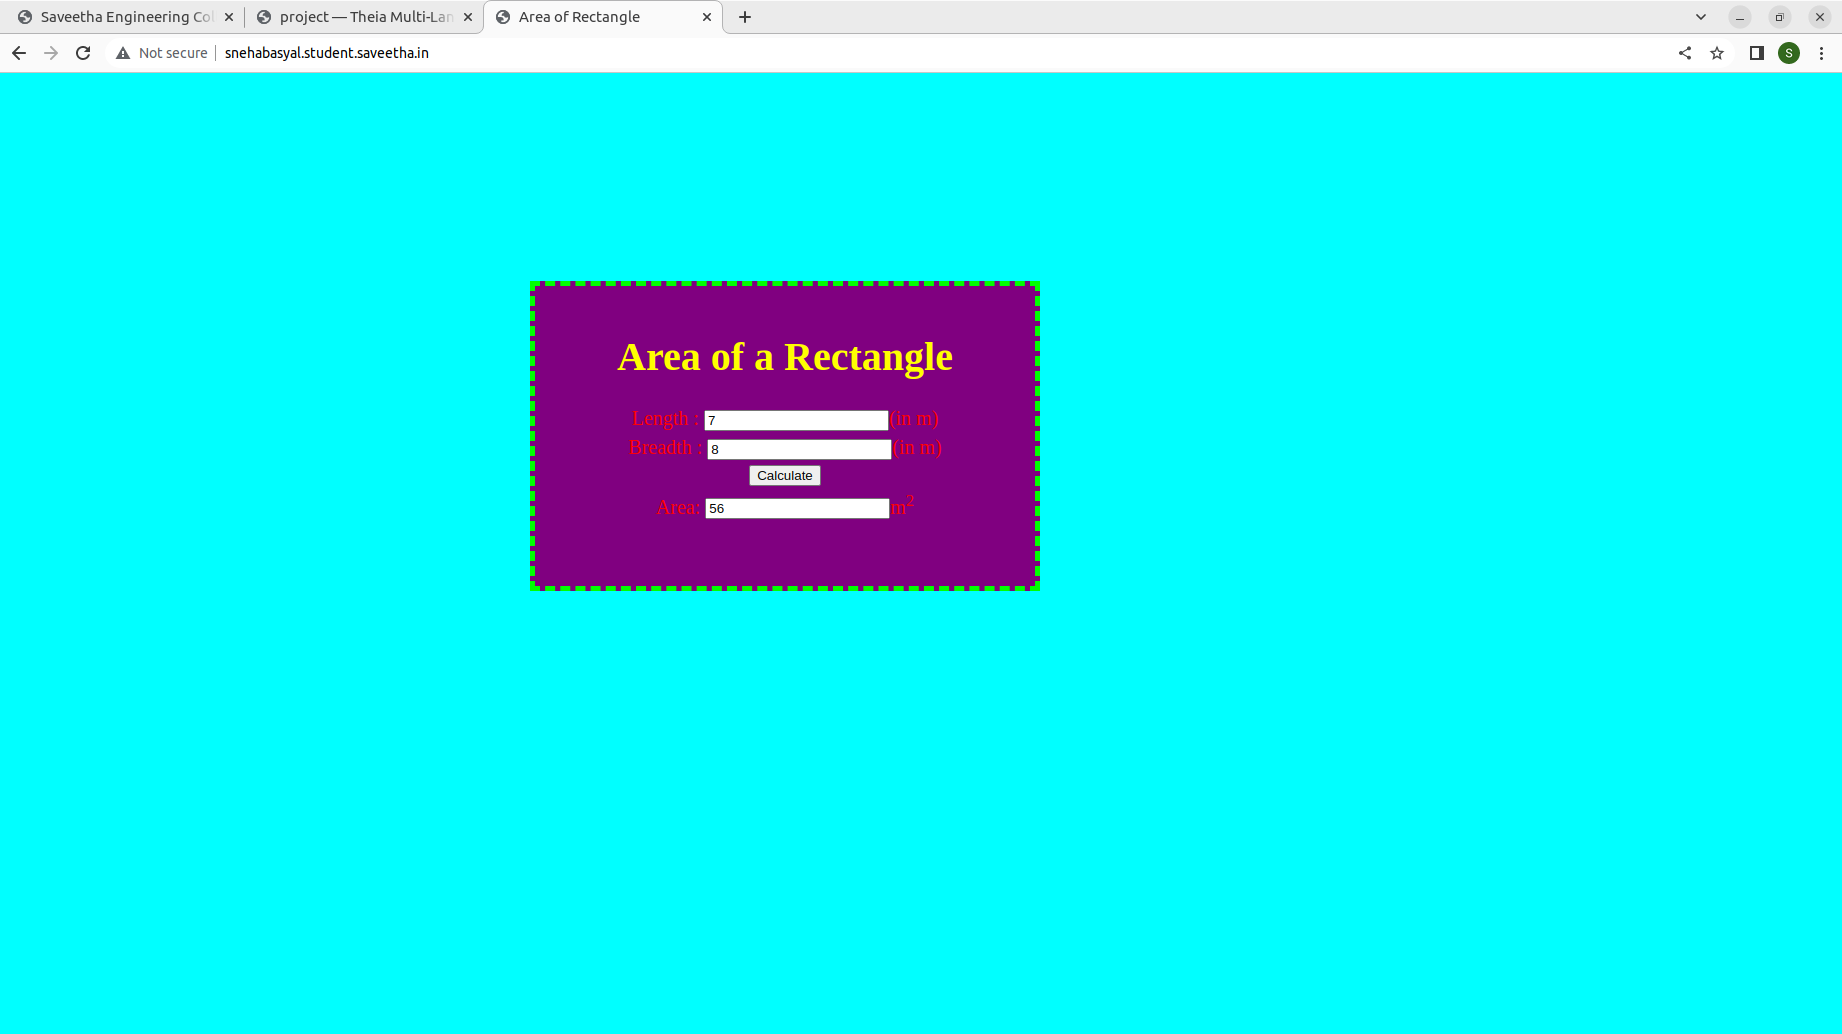 Saveetha Engineering Col
project — Theia Multi-Lan
Area of Rectangle
Not secure
snehabasyal.student.saveetha.in
S
Area of a Rectangle
Length : 7 (in m)
Breadth : 8 (in m)
Calculate
Area: 56 m²